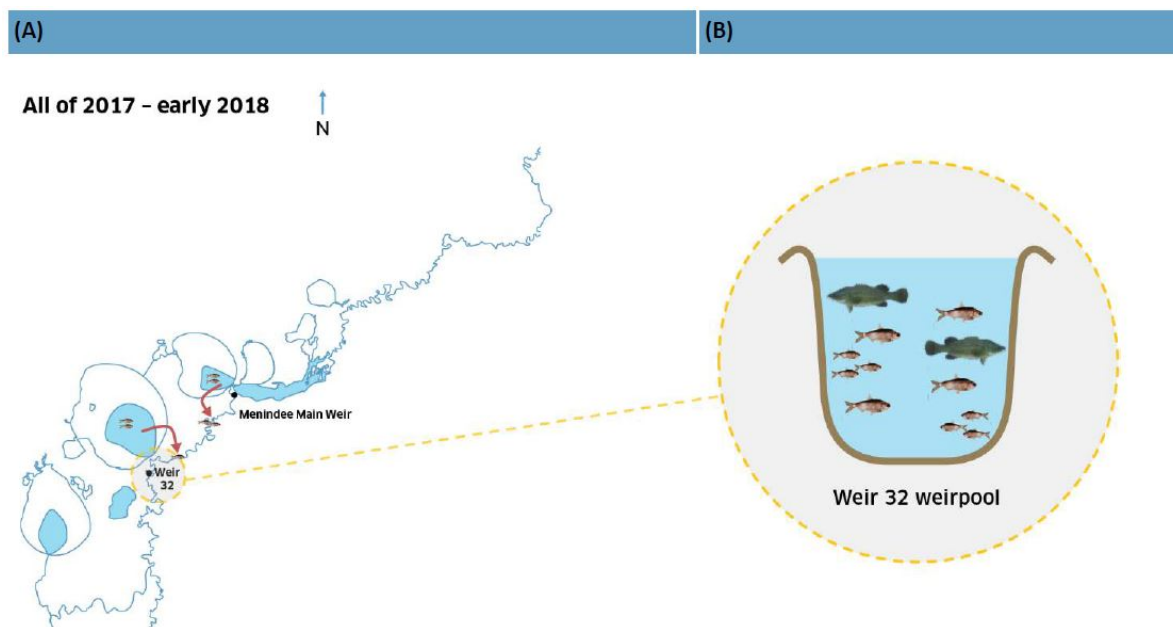 (A)
(B)
All of 2017 – early 2018
N
Menindee Main Weir
Weir
32
Weir 32 weirpool